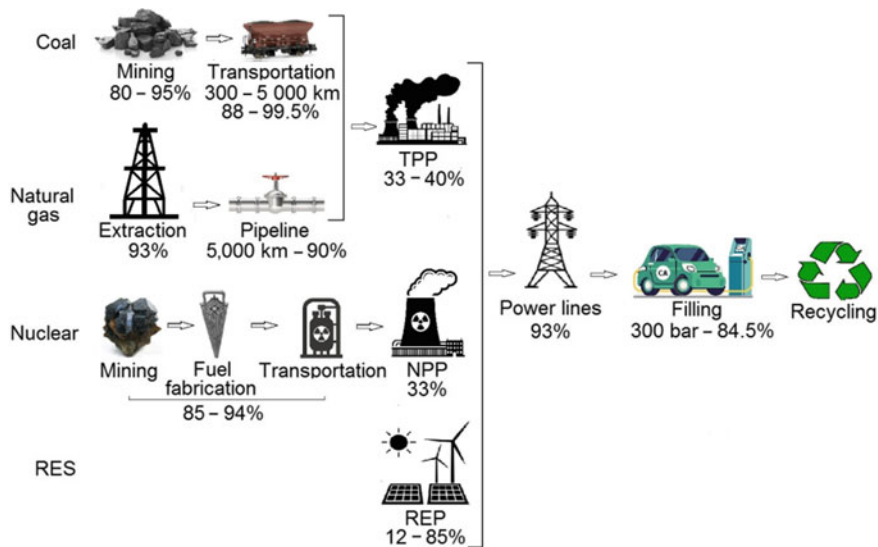 Coal
Mining
80 – 95%
Transportation
300 – 5 000 km
88 – 99.5%
TPP
33 – 40%
Natural
gas
Extraction
93%
Pipeline
5,000 km – 90%
Power lines
93%
CA
Filling
300 bar – 84.5%
Recycling
Nuclear
Mining
Fuel
fabrication
Transportation
85 – 94%
NPP
33%
RES
REP
12 – 85%